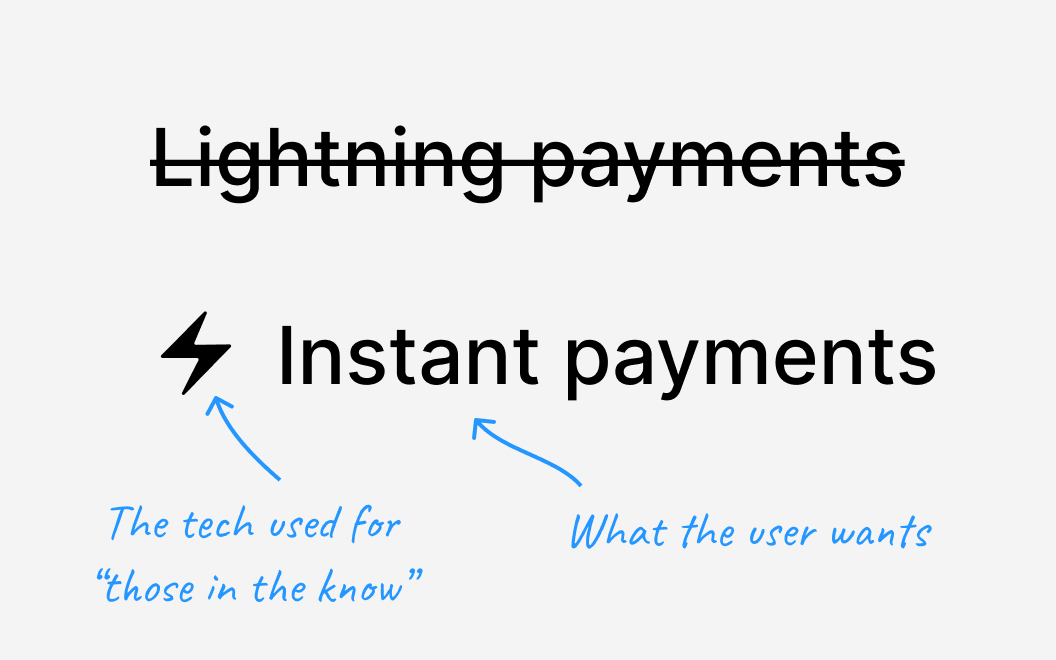 Lightning payments
Instant payments
The tech used for
“those in the know”
What the user wants